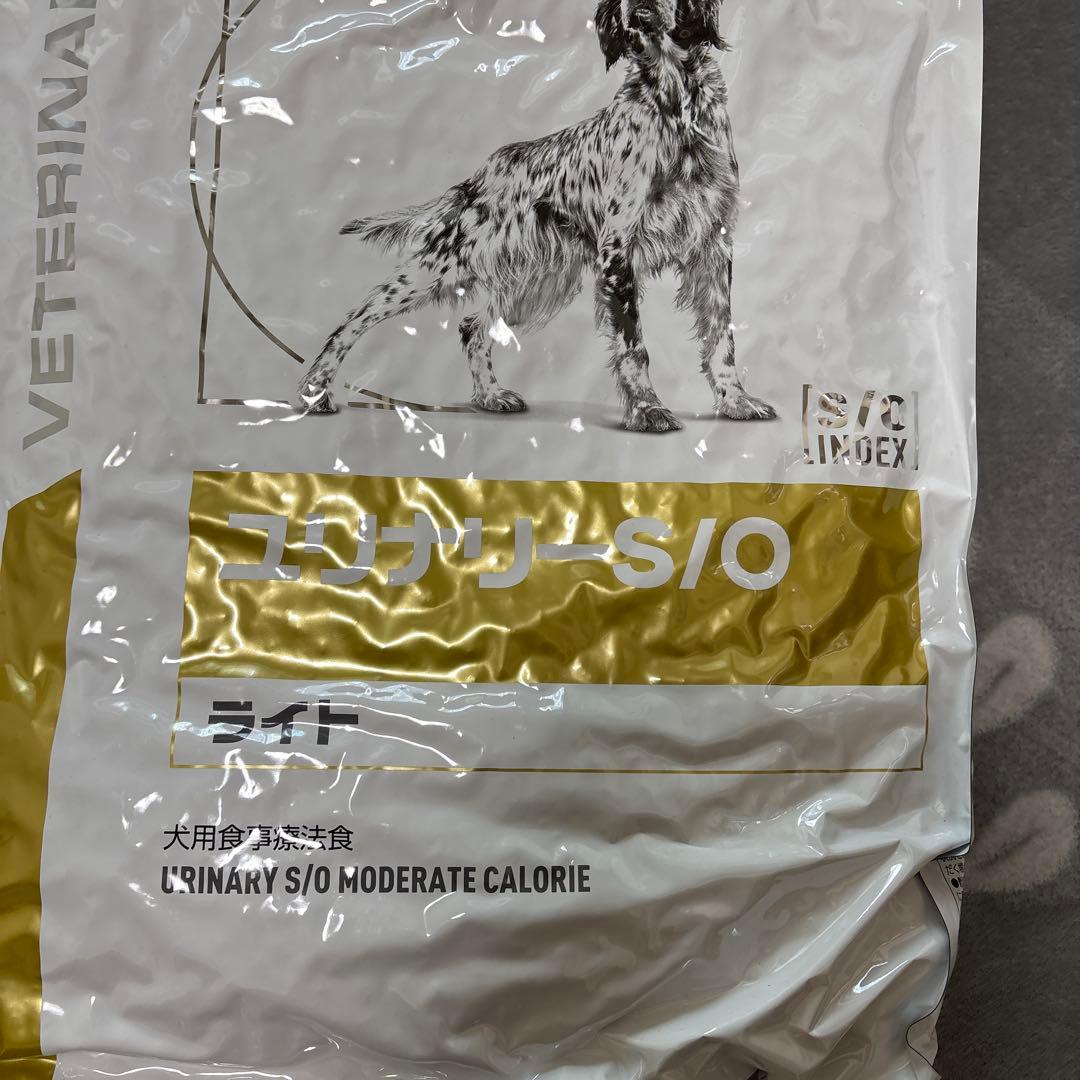 VETERINA
S/O
INDEX
ユリナリーS/O
ライト
犬用食事療法食
URINARY S/O MODERATE CALORIE